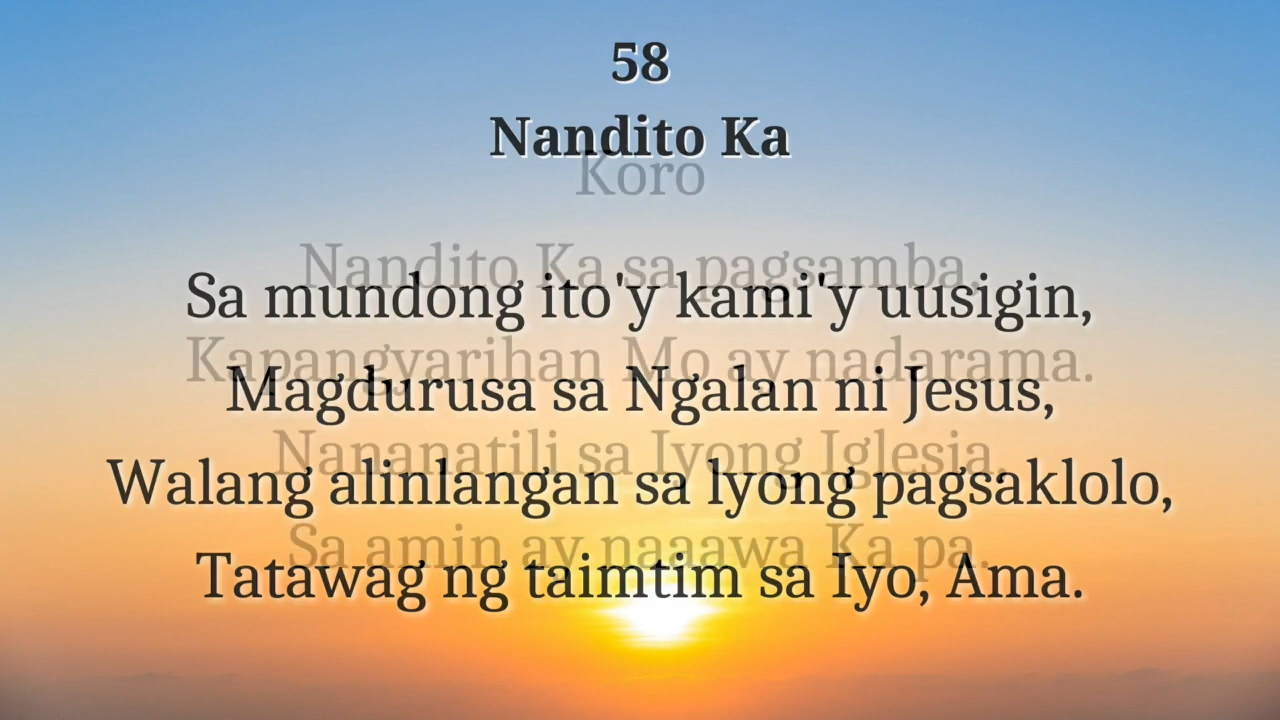 58
Nandito Ka
Koro
Nandito Ka sa pagsamba,
Sa mundong ito'y kami'y uusigin,
Kapangyarihan Mo ay nadarama.
Magdurusa sa Ngalan ni Jesus,
Nananatili sa Iyong Iglesia,
Walang alinlangan sa Iyong pagsaklolo,
Sa amin ay naaawa Ka pa.
Tatawag ng taimtim sa Iyo, Ama.